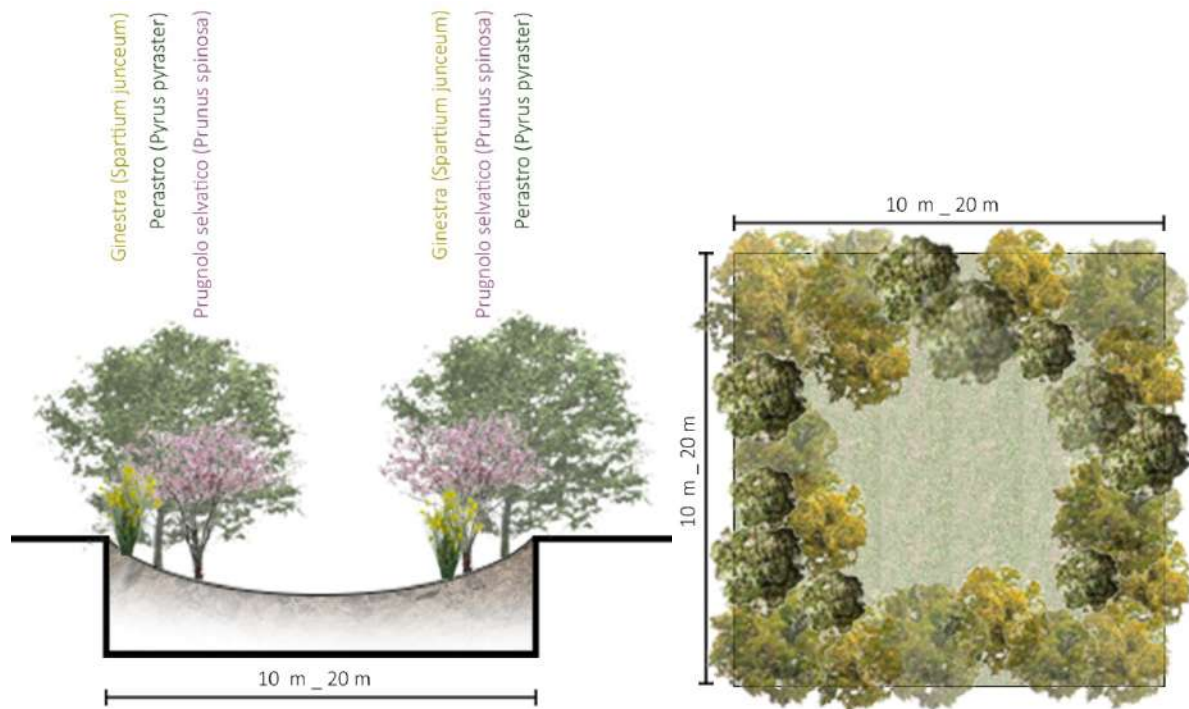 Ginestra (Spartium junceum)
Perastro (Pyrus pyraster)
Prugnolo selvatico (Prunus spinosa)
Ginestra (Spartium junceum)
Prugnolo selvatico (Prunus spinosa)
Perastro (Pyrus pyraster)
10 m _ 20 m
10 m _ 20 m
10 m _ 20 m